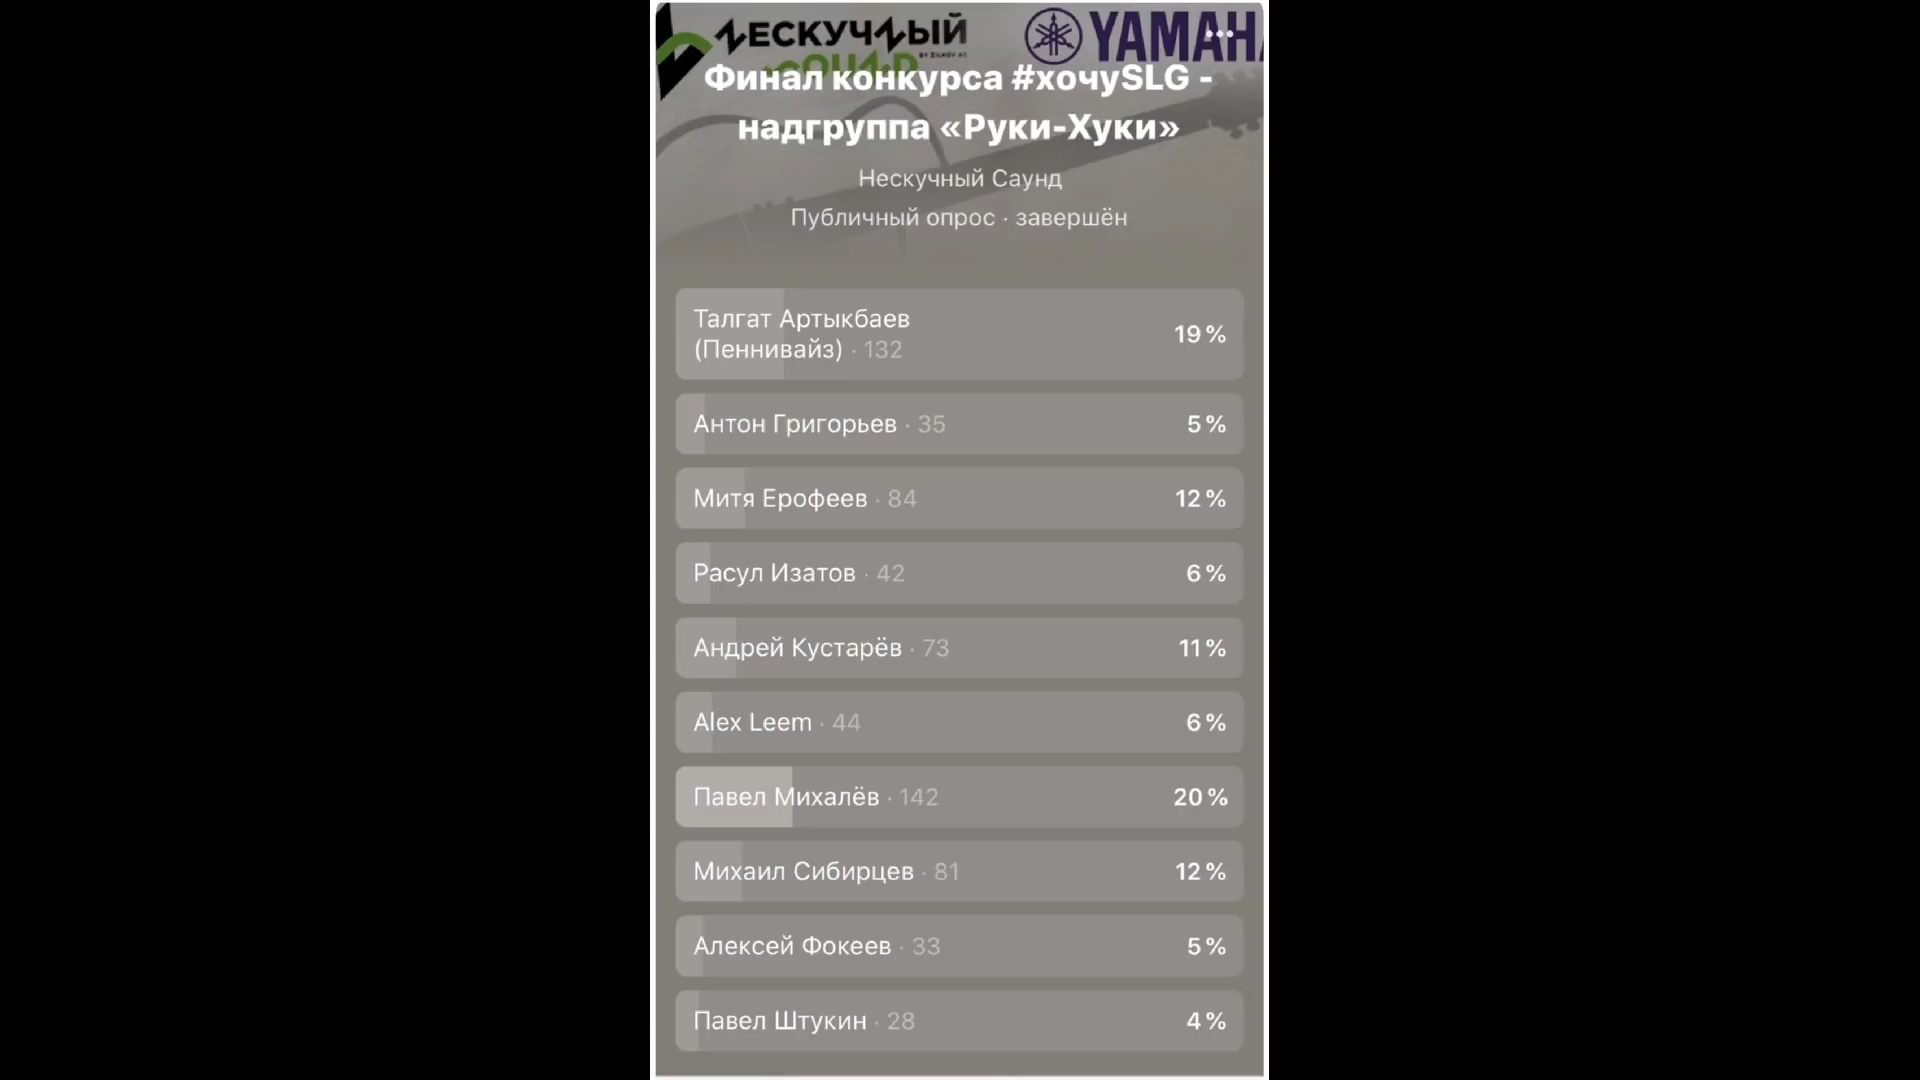 НЕСКУЧНЫЙ
YAMAHA
Финал конкурса #хочуSLG -
надгруппа «Руки-Хуки»
Нескучный Саунд
Публичный опрос · завершён
Талгат Артыкбаев
(Пеннивайз) · 132
19 %
Антон Григорьев · 35
5 %
Митя Ерофеев · 84
12 %
Расул Изатов · 42
6 %
Андрей Кустарёв · 73
11 %
Alex Leem · 44
6 %
Павел Михалёв · 142
20 %
Михаил Сибирцев · 81
12 %
Алексей Фокеев · 33
5 %
Павел Штукин · 28
4 %